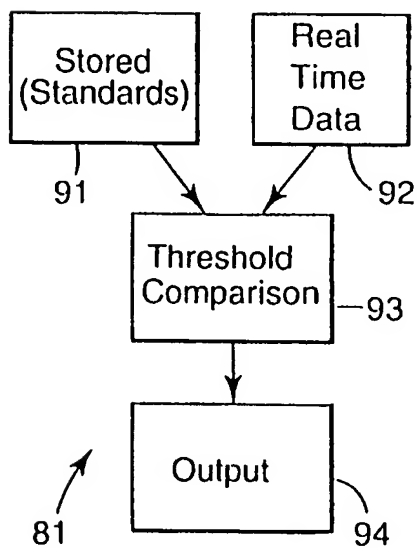 Stored
(Standards)
91
Real
Time
Data
92
Threshold
Comparison
93
Output
81
94